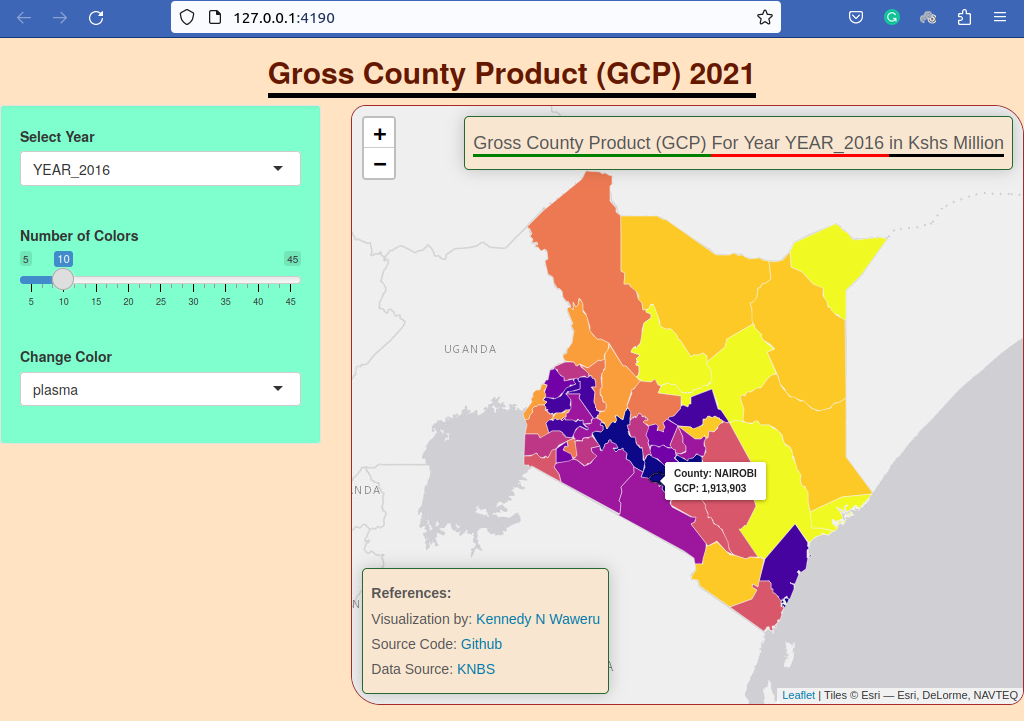 127.0.0.1:4190
Gross County Product (GCP) 2021
Select Year
YEAR_2016
Number of Colors
5 10 45
5 10 15 20 25 30 35 40 45
Change Color
plasma
+
−
Gross County Product (GCP) For Year YEAR_2016 in Kshs Million
UGANDA
County: NAIROBI
GCP: 1,913,903
NDA
N
A
References:
Visualization by: Kennedy N Waweru
Source Code: Github
Data Source: KNBS
Leaflet | Tiles © Esri — Esri, DeLorme, NAVTEQ